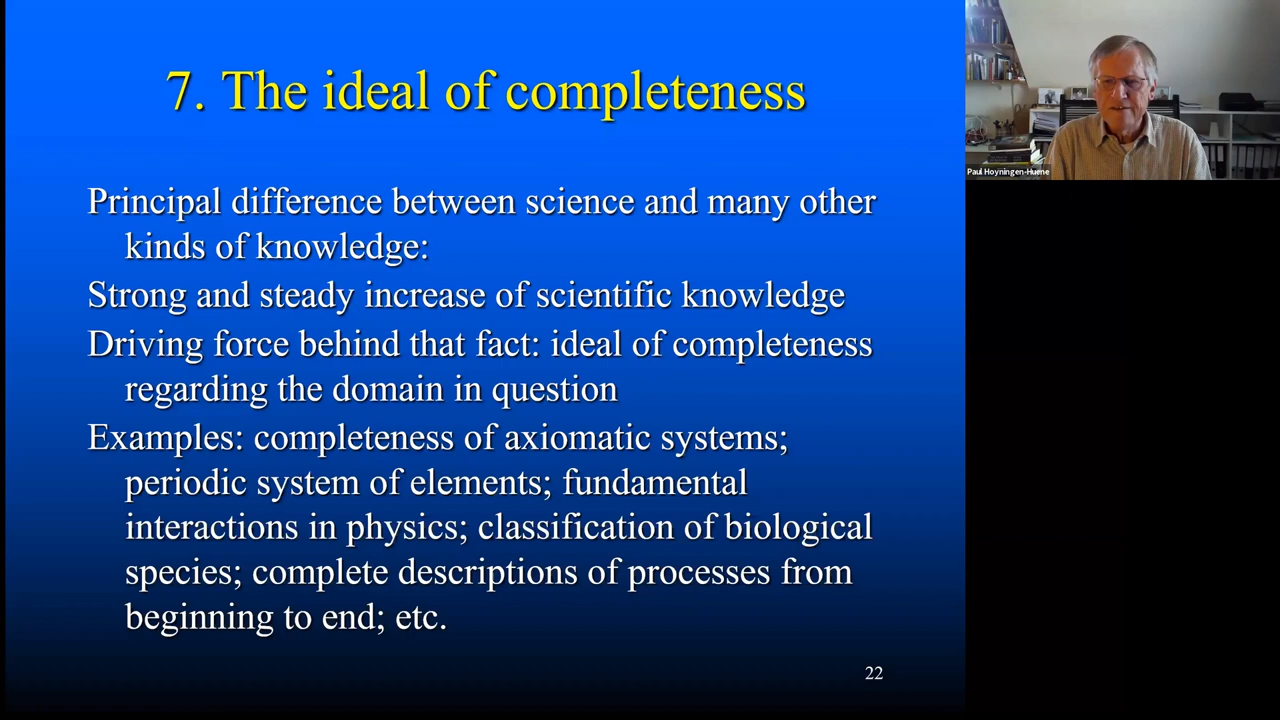 7. The ideal of completeness
Principal difference between science and many other
kinds of knowledge:
Strong and steady increase of scientific knowledge
Driving force behind that fact: ideal of completeness
regarding the domain in question
Examples: completeness of axiomatic systems;
periodic system of elements; fundamental
interactions in physics; classification of biological
species; complete descriptions of processes from
beginning to end; etc.
22
Paul Hoyningen-Huene